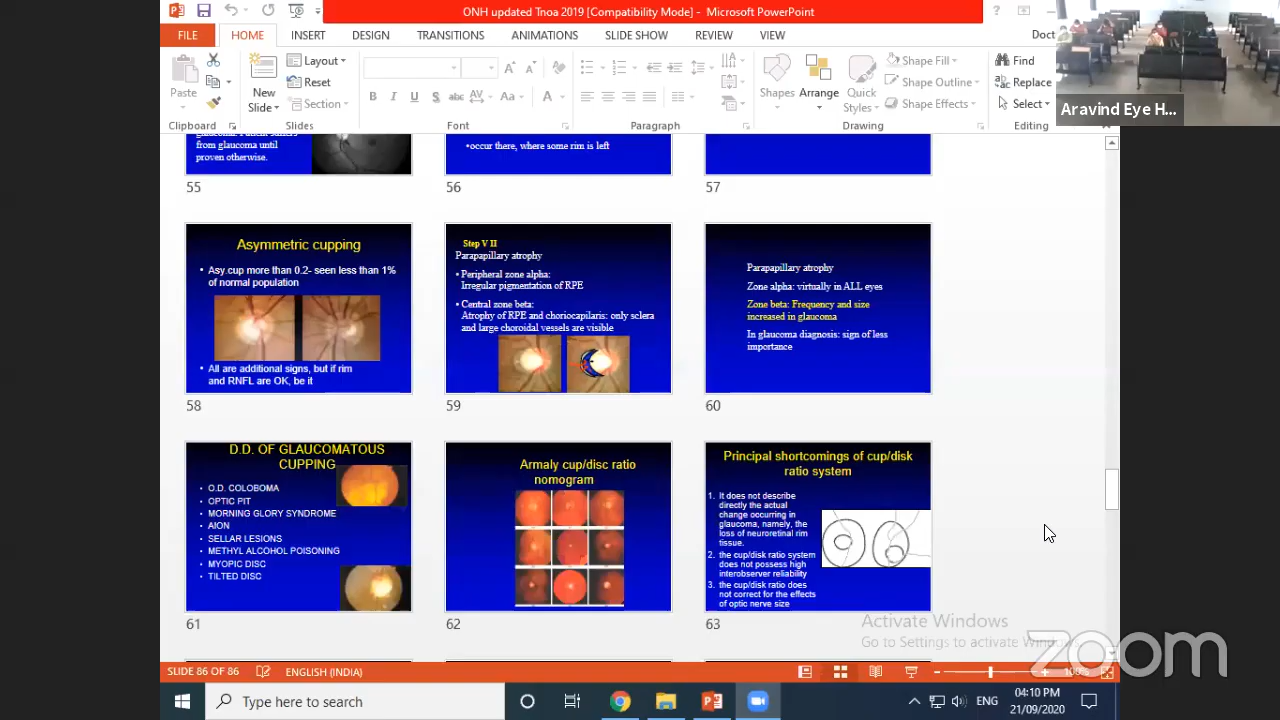 ONH updated Tnoa 2019 [Compatibility Mode] - Microsoft PowerPoint
FILE HOME INSERT DESIGN TRANSITIONS ANIMATIONS SLIDE SHOW REVIEW VIEW Doct
Paste
New
Slide
Layout
Reset
Section
B I U S abc AV Aa A
Shapes Arrange Quick
Styles
Shape Fill
Shape Outline
Shape Effects
Find
Replace
Select
Clipboard Slides Font Paragraph Drawing Editing
Aravind Eye H...
from glaucoma until
proven otherwise.
55
•occur there, where some rim is left
56
57
Asymmetric cupping
• Asy.cup more than 0.2- seen less than 1%
of normal population
• All are additional signs, but if rim
and RNFL are OK, be it
58
Step V II
Parapapillary atrophy
• Peripheral zone alpha:
Irregular pigmentation of RPE
• Central zone beta:
Atrophy of RPE and choriocapilaris: only sclera
and large choroidal vessels are visible
59
Parapapillary atrophy
Zone alpha: virtually in ALL eyes
Zone beta: Frequency and size
increased in glaucoma
In glaucoma diagnosis: sign of less
importance
60
D.D. OF GLAUCOMATOUS
CUPPING
• O.D. COLOBOMA
• OPTIC PIT
• MORNING GLORY SYNDROME
• AION
• SELLAR LESIONS
• METHYL ALCOHOL POISONING
• MYOPIC DISC
• TILTED DISC
61
Armaly cup/disc ratio
nomogram
62
Principal shortcomings of cup/disk
ratio system
1. It does not describe
directly the actual
change occurring in
glaucoma, namely, the
loss of neuroretinal rim
tissue.
2. the cup/disk ratio system
does not possess high
interobserver reliability
3. the cup/disk ratio does
not correct for the effects
of optic nerve size
63
Activate Windows
Go to Settings to activate Windows.
zoom
SLIDE 86 OF 86 ENGLISH (INDIA) 100%
Type here to search
ENG
04:10 PM
21/09/2020